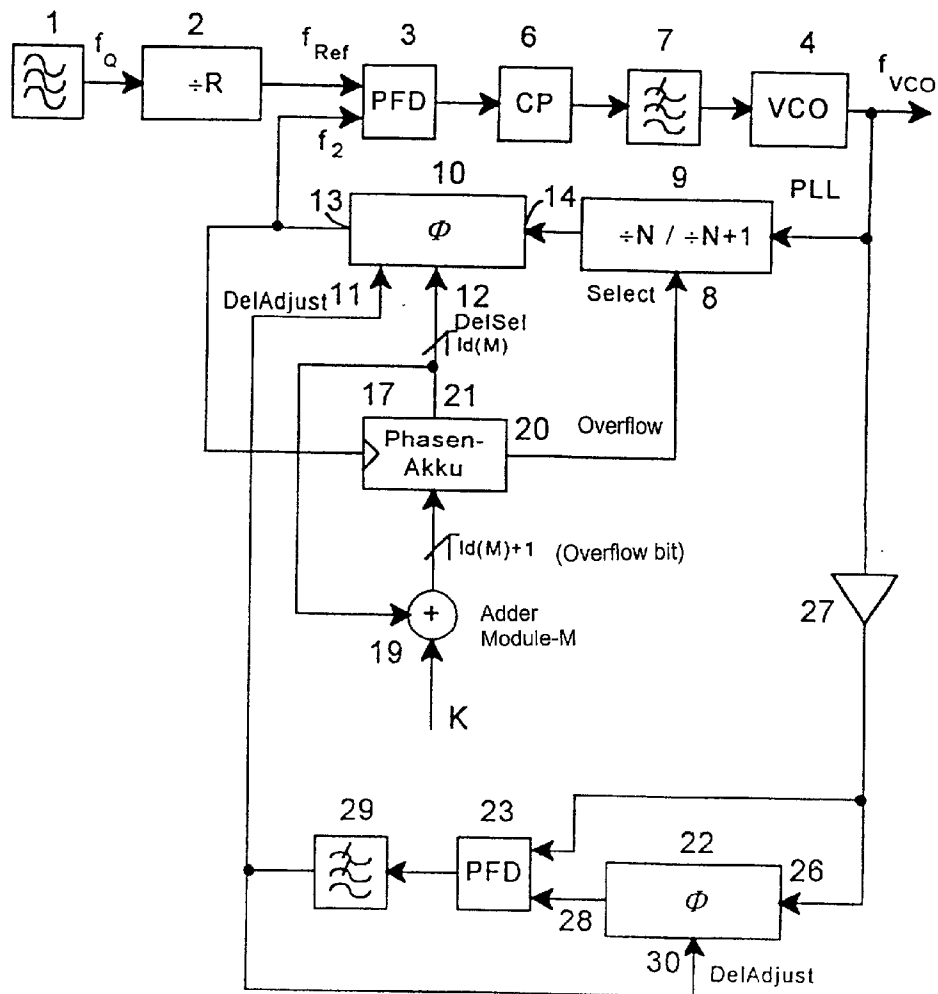 1
2
3
6
7
4
f_Q
÷R
f_Ref
PFD
CP
VCO
f_VCO
f_2
10
9
PLL
13
Φ
14
÷N / ÷N+1
DelAdjust
11
12
Select
8
DelSel
ld(M)
17
21
20
Overflow
Phasen-
Akku
ld(M)+1
(Overflow bit)
27
+
19
Adder
Module-M
K
29
23
22
PFD
26
Φ
28
30
DelAdjust